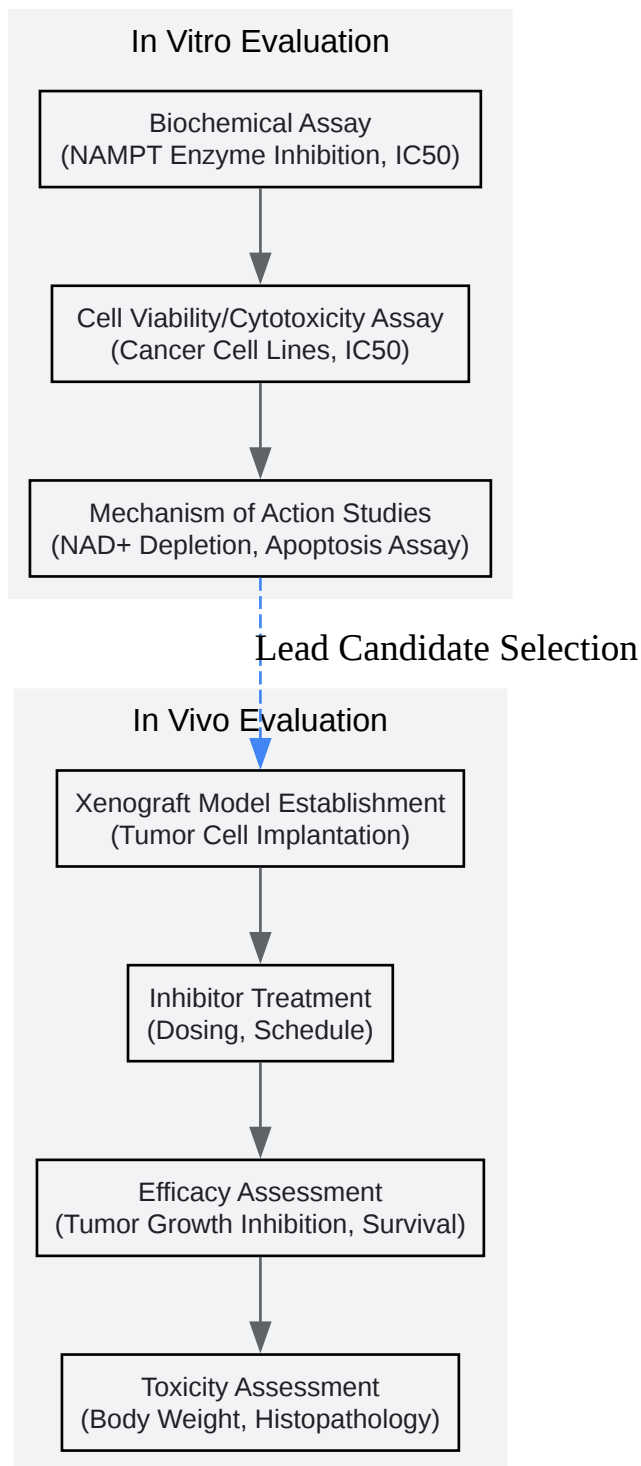 In Vitro Evaluation
Biochemical Assay
(NAMPT Enzyme Inhibition, IC50)
Cell Viability/Cytotoxicity Assay
(Cancer Cell Lines, IC50)
Mechanism of Action Studies
(NAD+ Depletion, Apoptosis Assay)
Lead Candidate Selection
In Vivo Evaluation
Xenograft Model Establishment
(Tumor Cell Implantation)
Inhibitor Treatment
(Dosing, Schedule)
Efficacy Assessment
(Tumor Growth Inhibition, Survival)
Toxicity Assessment
(Body Weight, Histopathology)